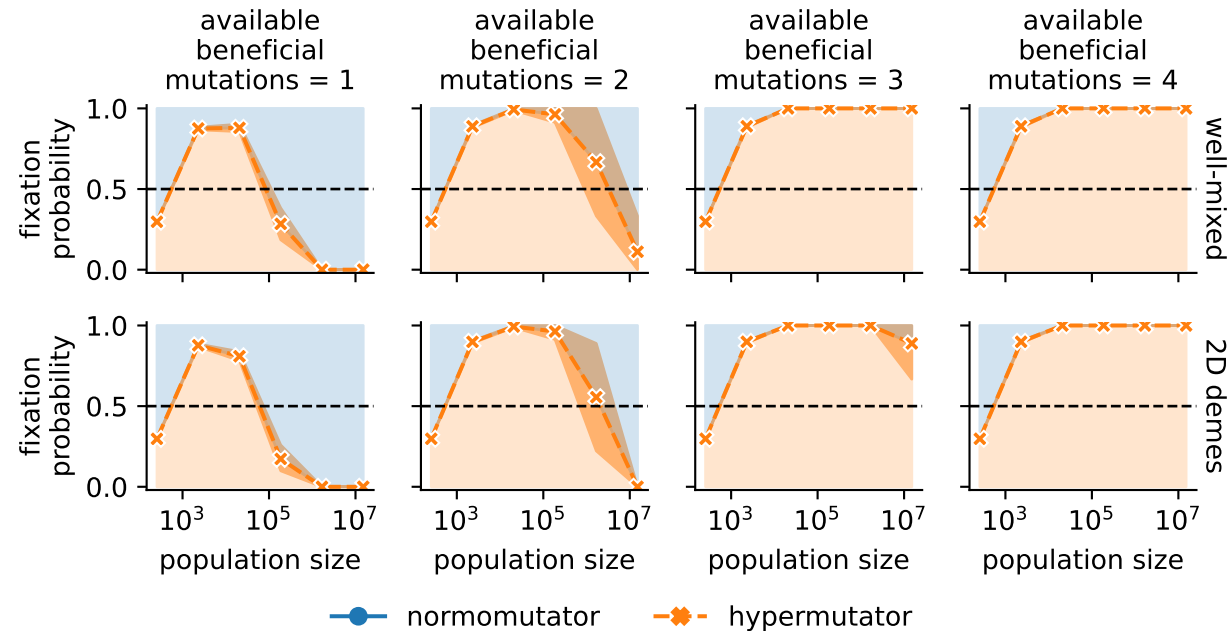 available
beneficial
mutations = 1
available
beneficial
mutations = 2
available
beneficial
mutations = 3
available
beneficial
mutations = 4
fixation
probability
1.0
0.5
0.0
well-mixed
fixation
probability
1.0
0.5
0.0
2D demes
10³ 10⁵ 10⁷
population size
10³ 10⁵ 10⁷
population size
10³ 10⁵ 10⁷
population size
10³ 10⁵ 10⁷
population size
normomutator hypermutator